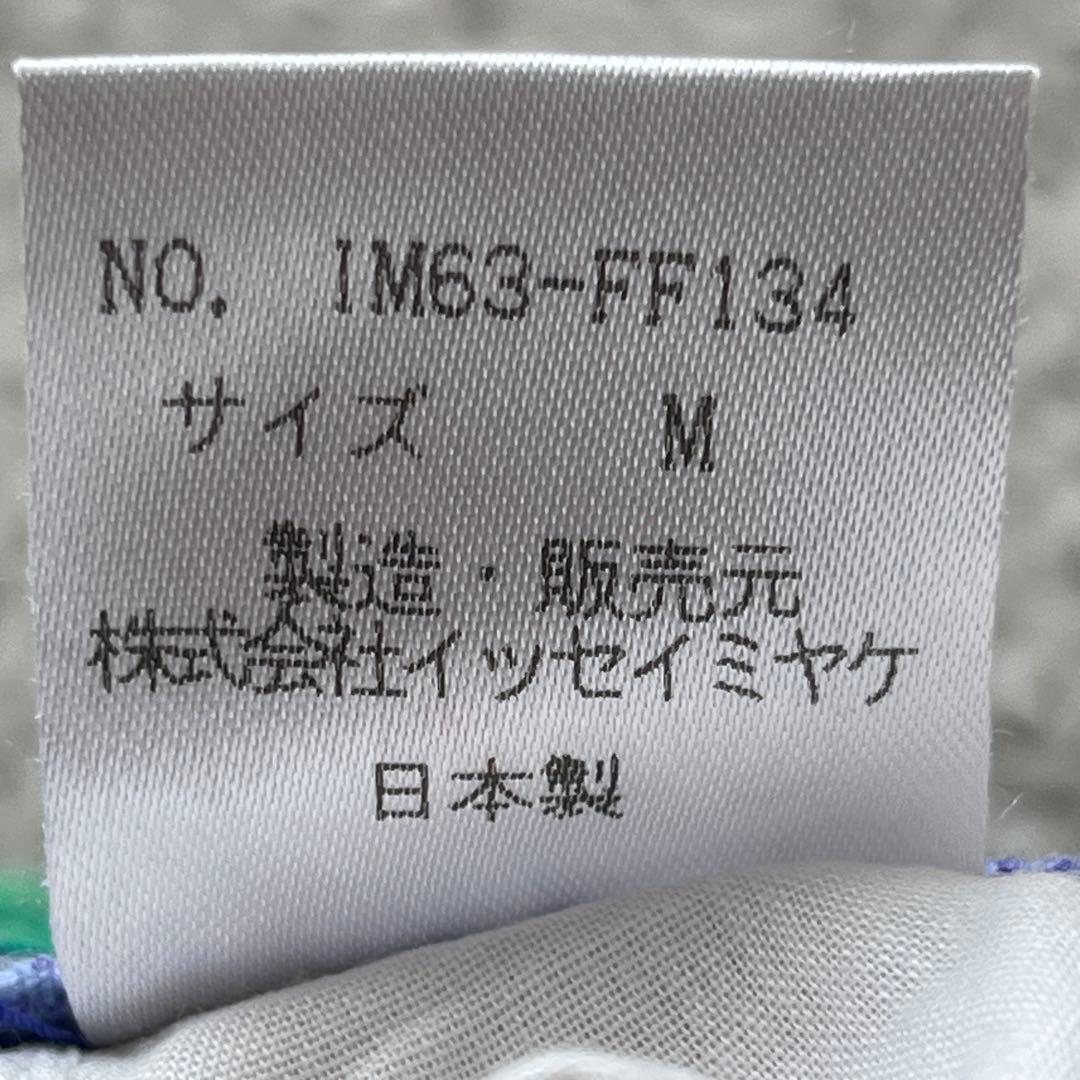 NO. IM63-FF134
サイズ M
製造・販売元
株式会社イッセイミヤケ
日本製